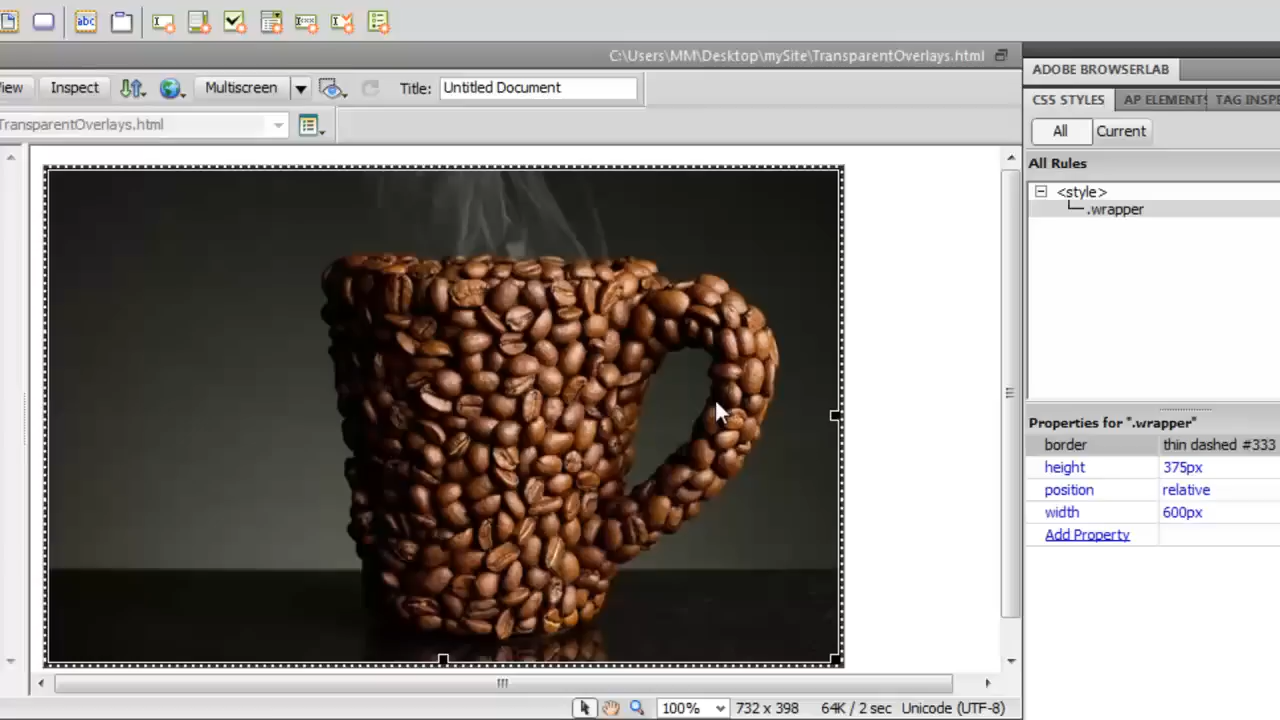 abc
C:\Users\MM\Desktop\mySite\TransparentOverlays.html
ADOBE BROWSERLAB
Inspect
Multiscreen
Title:
Untitled Document
CSS STYLES
AP ELEMENTS
TAG INSPE
TransparentOverlays.html
All
Current
All Rules
<style>
.wrapper
Properties for ".wrapper"
border thin dashed #333
height 375px
position relative
width 600px
Add Property
100%
732 x 398
64K / 2 sec
Unicode (UTF-8)